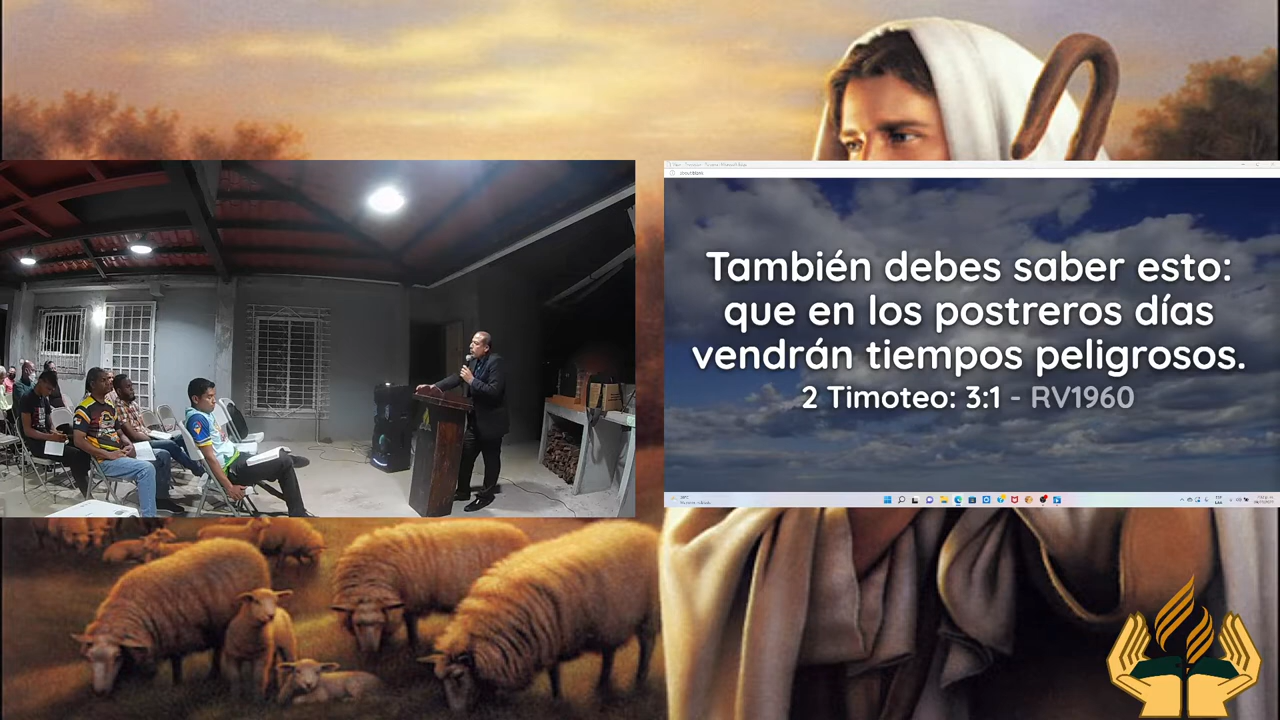 También debes saber esto:
que en los postreros días
vendrán tiempos peligrosos.
2 Timoteo: 3:1 - RV1960